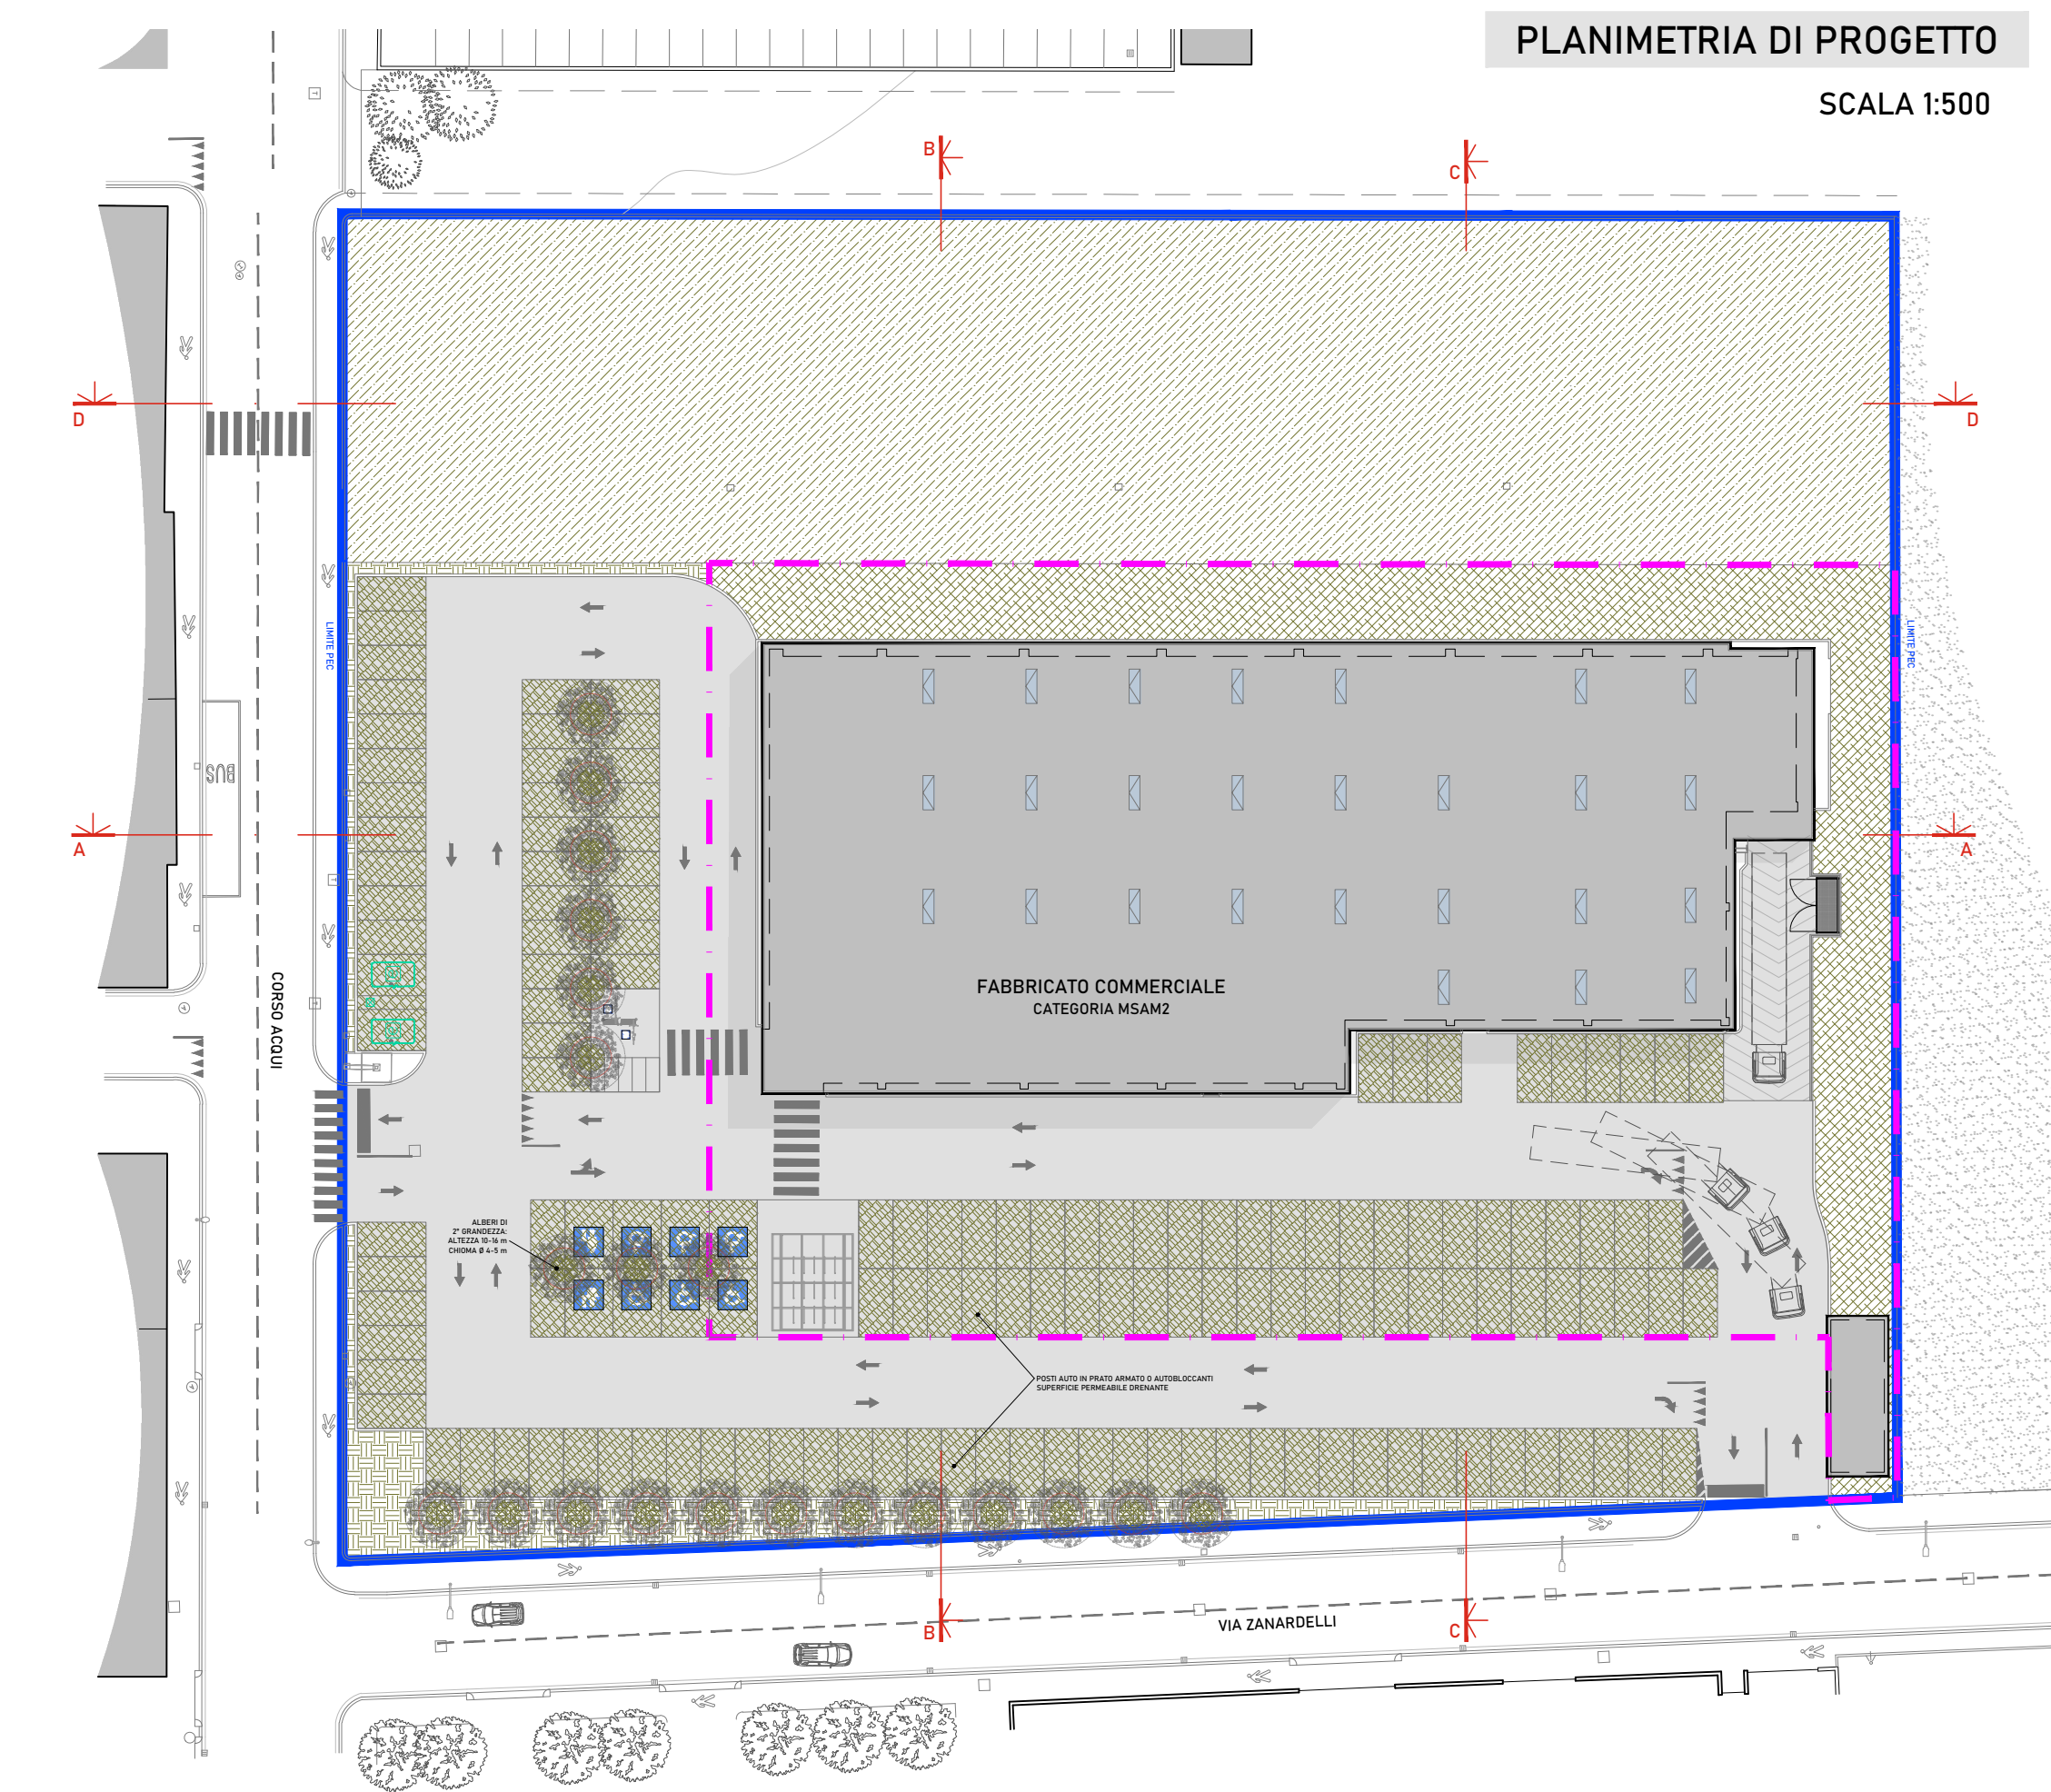 PLANIMETRIA DI PROGETTO
SCALA 1:500
B
C
D
D
LIMITE PEC
LIMITE PEC
BUS
A
A
CORSO ACQUI
FABBRICATO COMMERCIALE
CATEGORIA MSAM2
ALBERI DI
2° GRANDEZZA:
ALTEZZA 10-16 m
CHIOMA Ø 4-5 m
POSTI AUTO IN PRATO ARMATO O AUTOBLOCCANTI
SUPERFICIE PERMEABILE DRENANTE
B
C
VIA ZANARDELLI